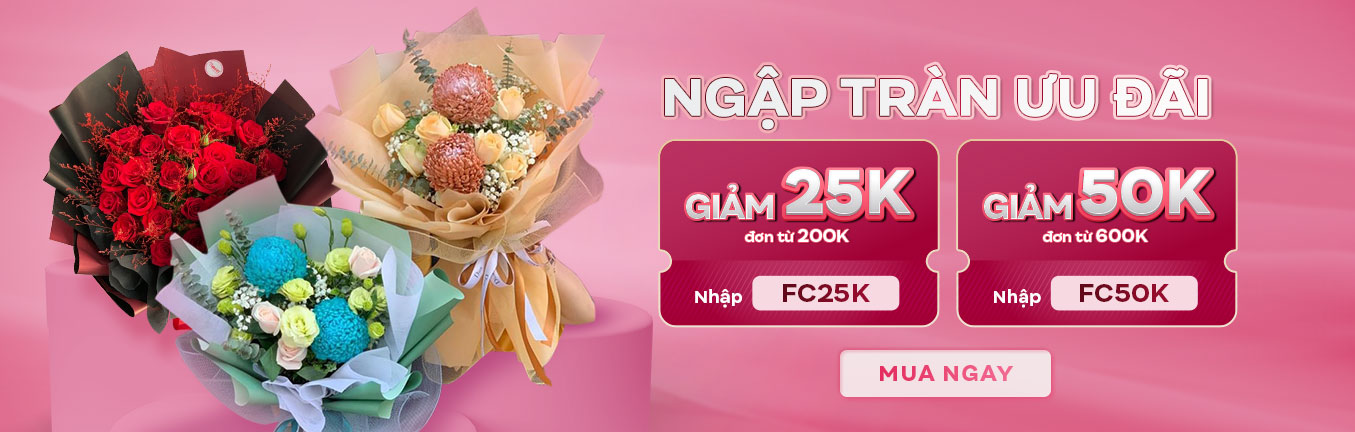 NGẬP TRÀN ƯU ĐÃI
GIẢM 25K
đơn từ 200K
Nhập FC25K
GIẢM 50K
đơn từ 600K
Nhập FC50K
MUA NGAY